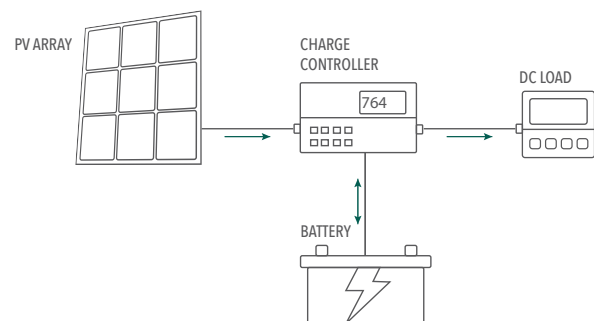 PV ARRAY
CHARGE
CONTROLLER
DC LOAD
764
BATTERY